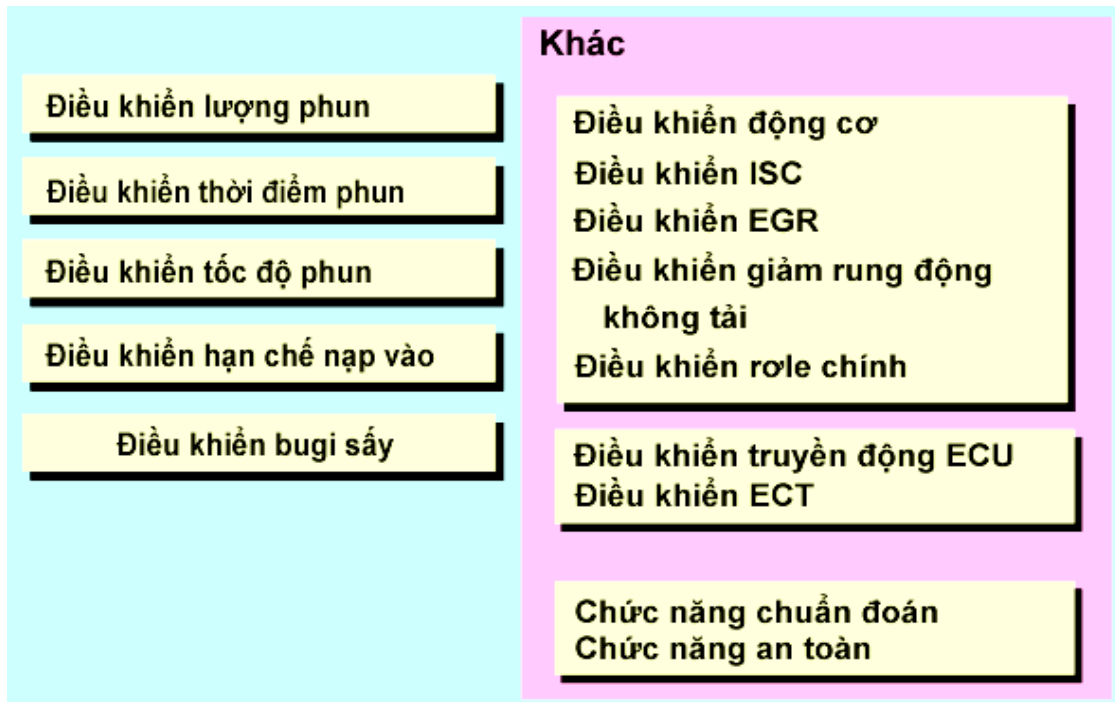 Điều khiển lượng phun
Điều khiển thời điểm phun
Điều khiển tốc độ phun
Điều khiển hạn chế nạp vào
Điều khiển bugi sấy
Khác
Điều khiển động cơ
Điều khiển ISC
Điều khiển EGR
Điều khiển giảm rung động
không tải
Điều khiển rơle chính
Điều khiển truyền động ECU
Điều khiển ECT
Chức năng chuẩn đoán
Chức năng an toàn